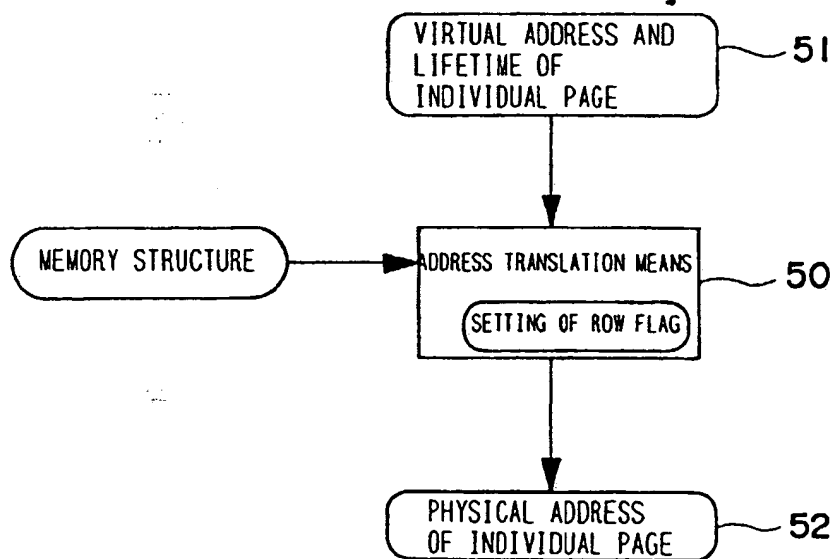 VIRTUAL ADDRESS AND
LIFETIME OF
INDIVIDUAL PAGE
51
MEMORY STRUCTURE
ADDRESS TRANSLATION MEANS
50
SETTING OF ROW FLAG
PHYSICAL ADDRESS
OF INDIVIDUAL PAGE
52